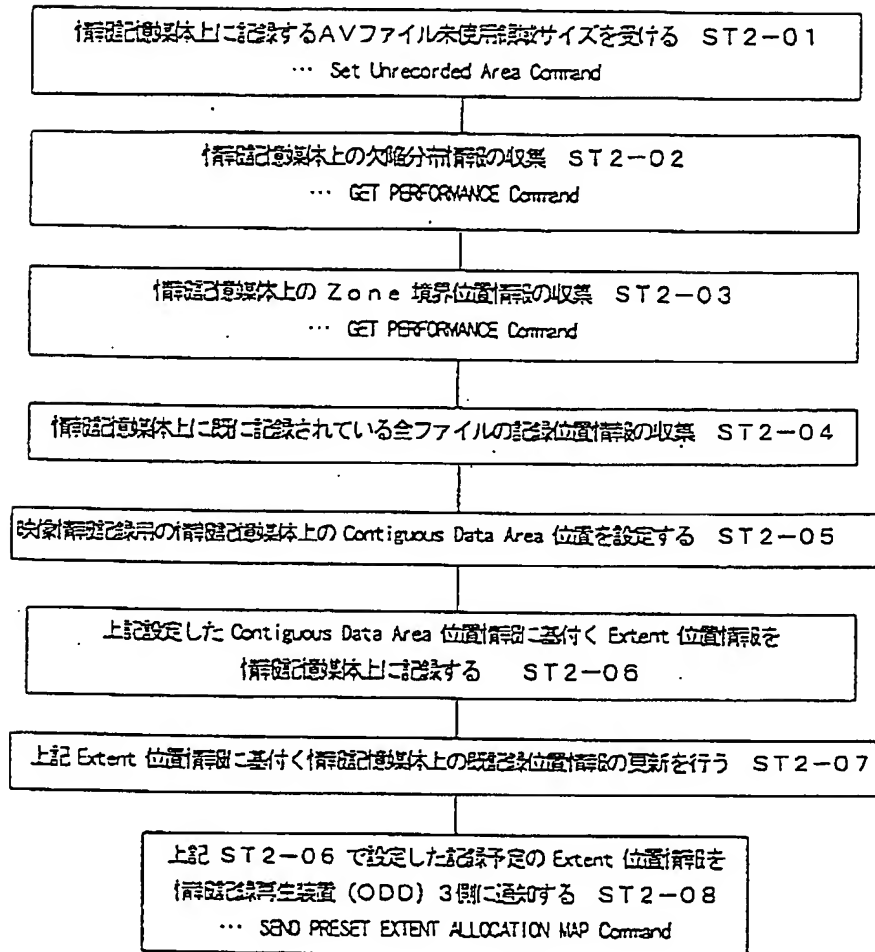 情報記憶媒体上に記録するAVファイル未使用領域サイズを受ける ST2-01
… Set Unrecorded Area Command
情報記憶媒体上の欠陥分布情報の収集 ST2-02
… GET PERFORMANCE Command
情報記憶媒体上の Zone 境界位置情報の収集 ST2-03
… GET PERFORMANCE Command
情報記憶媒体上に既に記録されている全ファイルの記録位置情報の収集 ST2-04
映像情報記録用の情報記憶媒体上の Contiguous Data Area 位置を設定する ST2-05
上記設定した Contiguous Data Area 位置情報に基付く Extent 位置情報を
情報記憶媒体上に記録する ST2-06
上記 Extent 位置情報に基付く情報記憶媒体上の既記録位置情報の更新を行う ST2-07
上記 ST2-06 で設定した記録予定の Extent 位置情報を
情報記録再生装置 (ODD) 3側に通知する ST2-08
… SEND PRESET EXTENT ALLOCATION MAP Command